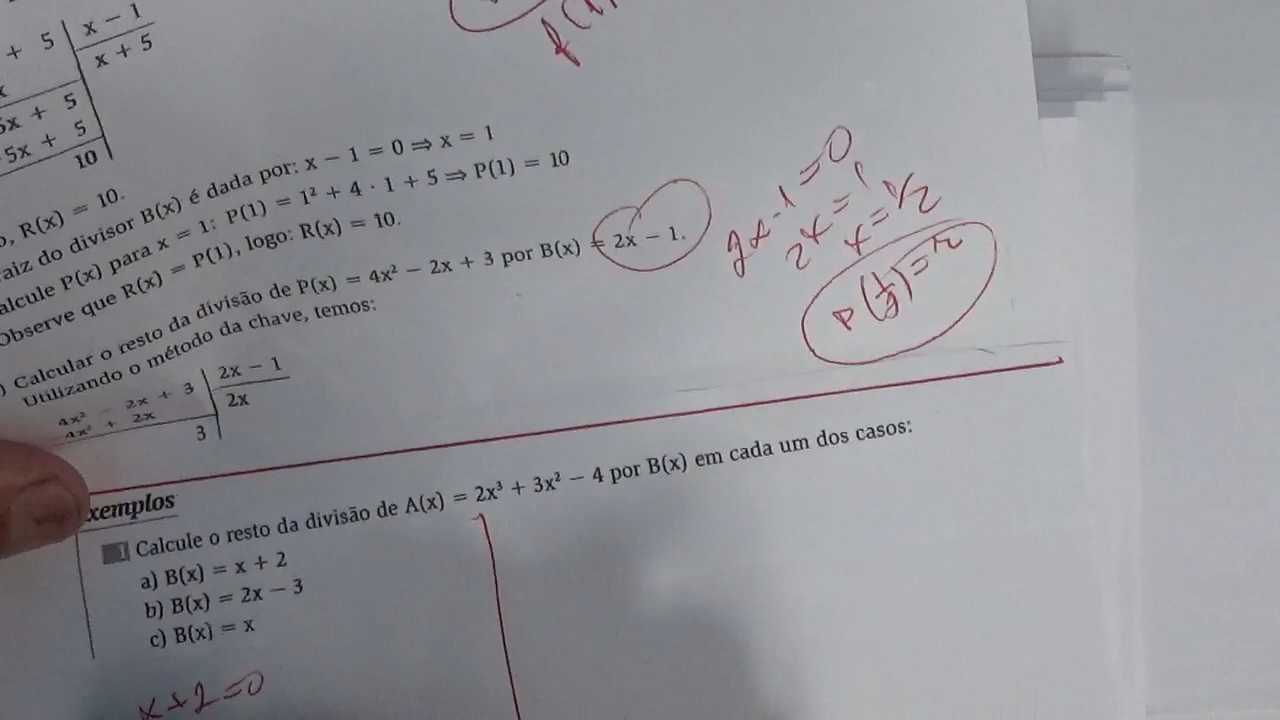 + 5 | x − 1
x + 5
5x + 5
5x + 5
10
f(1)
, R(x) = 10.
aiz do divisor B(x) é dada por: x − 1 = 0 ⇒ x = 1
alcule P(x) para x = 1: P(1) = 1² + 4 · 1 + 5 ⇒ P(1) = 10
Observe que R(x) = P(1), logo: R(x) = 10.
) Calcular o resto da divisão de P(x) = 4x² − 2x + 3 por B(x) = 2x − 1.
Utilizando o método da chave, temos:
4x² − 2x + 3 | 2x − 1
4x² + 2x
2x
3
2x − 1 = 0
2x = 1
x = 1/2
xemplos
1 Calcule o resto da divisão de A(x) = 2x³ + 3x² − 4 por B(x) em cada um dos casos:
a) B(x) = x + 2
b) B(x) = 2x − 3
c) B(x) = x
x + 2 = 0